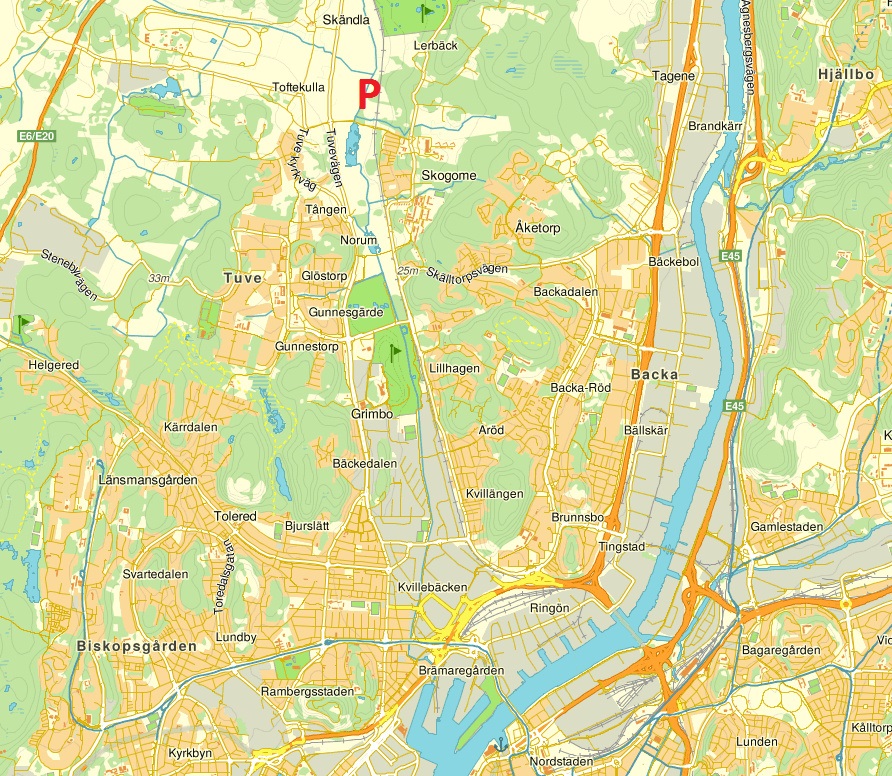 Skändla
Lerbäck
Agnesbergsvägen
Tagene
Hjällbo
Toftekulla
P
E6/E20
Brandkärr
Tuve kyrkväg
Tuvevägen
Skogome
Tången
Åketorp
Norum
Stenebyvägen
33m
Tuve
Glöstorp
25m
Skälltorpsvägen
Bäckebol
E45
Backadalen
Gunnesgärde
Gunnestorp
Helgered
Lillhagen
Backa
Backa-Röd
E45
Grimbo
Kärrdalen
Aröd
Bällskär
K
Bäckedalen
Länsmansgården
Kvillängen
Tolered
Bjurslätt
Brunnsbo
Gamlestaden
Tingstad
Svartedalen
Toredalsgatan
Kvillebäcken
Ringön
Lundby
Biskopsgården
Bagaregården
Vid
Brämaregården
Rambergsstaden
Kålltorp
Kyrkbyn
Lunden
Nordstaden